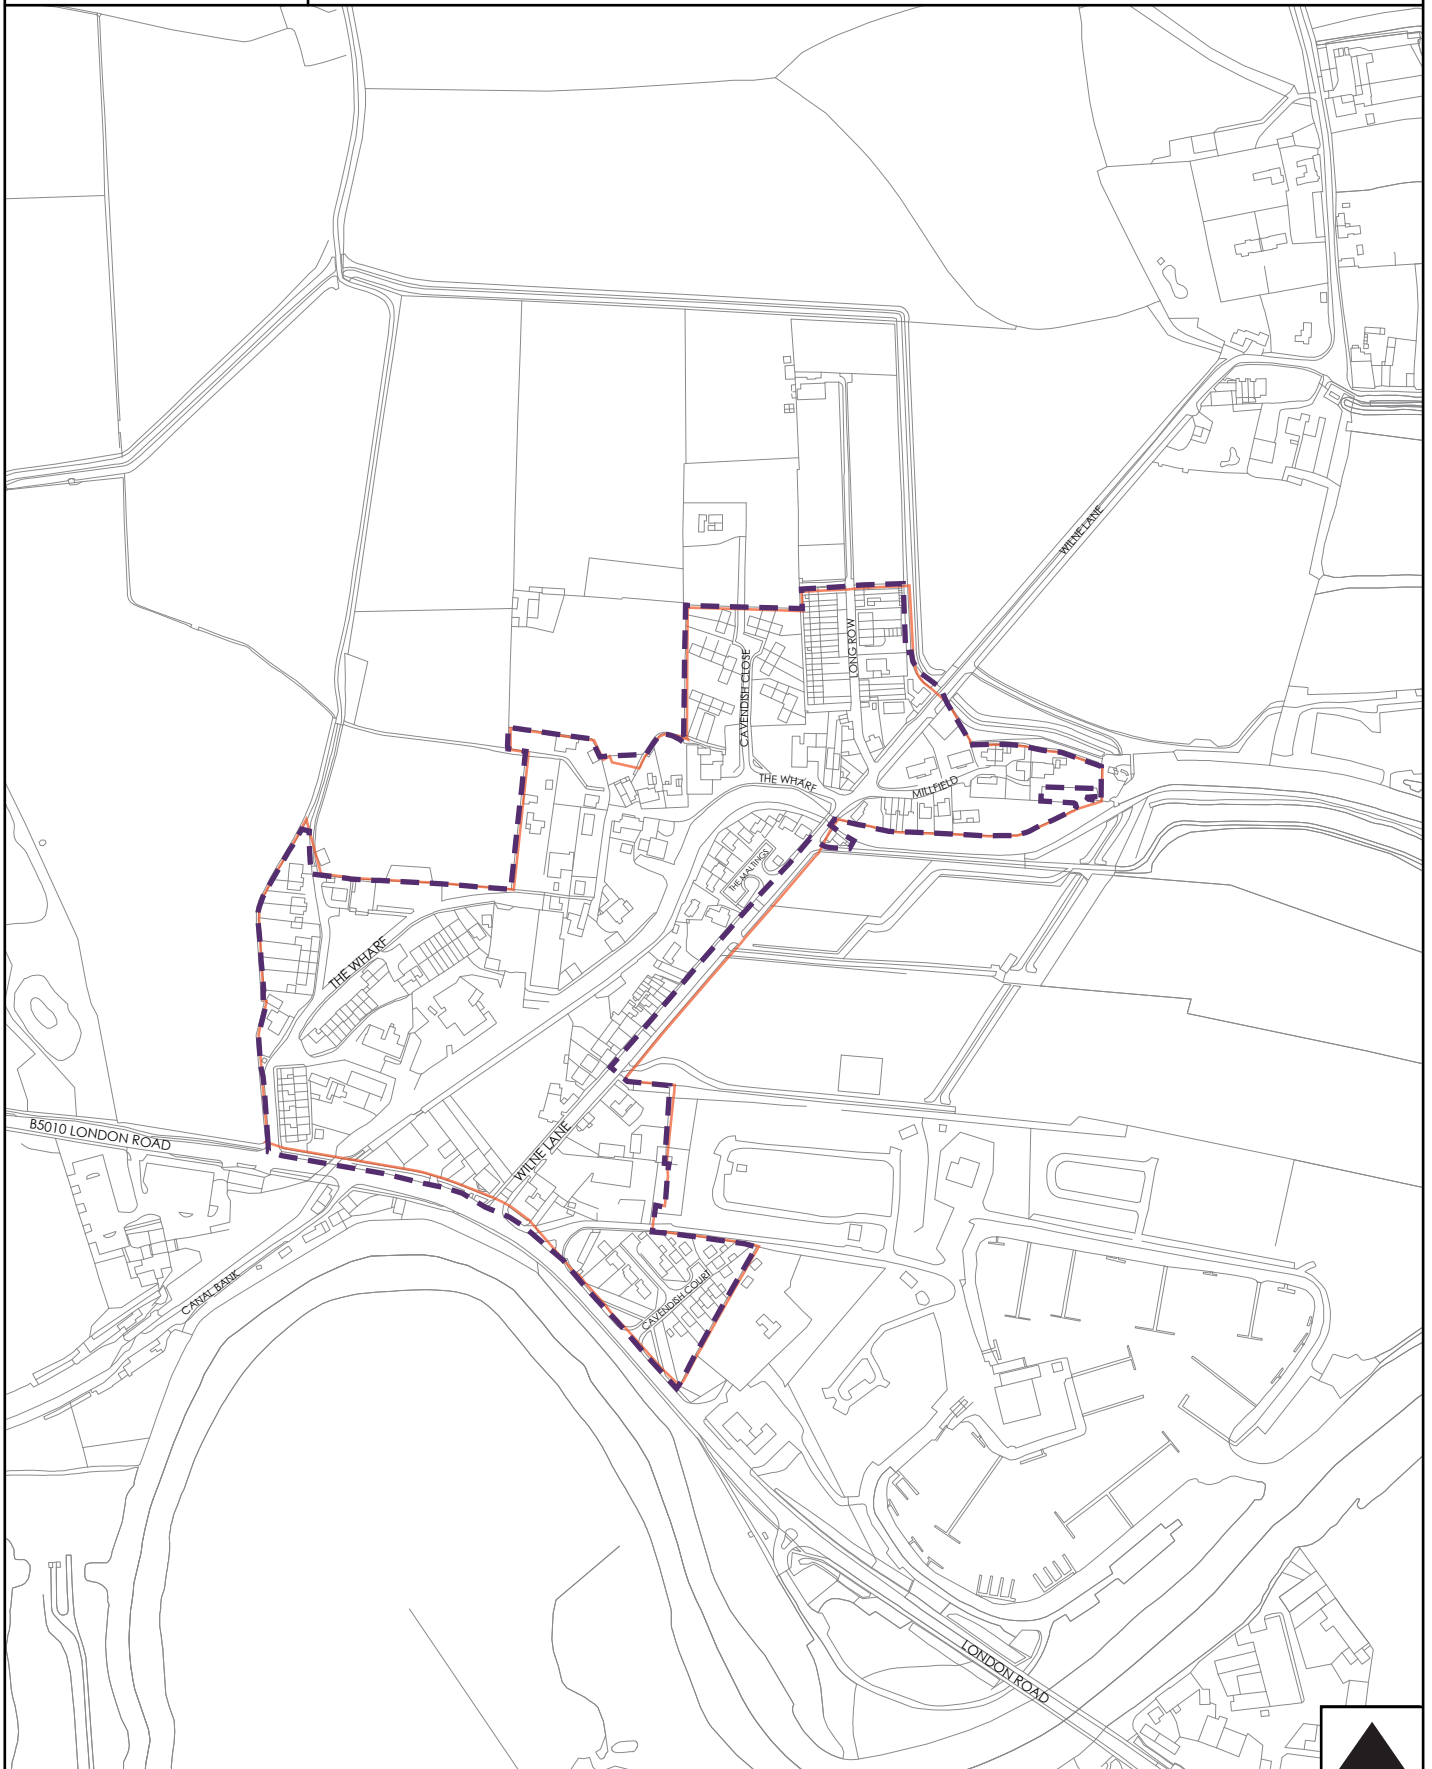 WILNE LANE
LONG ROW
CAVENDISH CLOSE
THE WHARF
MILLFIELD
THE MALTINGS
THE WHARF
B5010 LONDON ROAD
WILNE LANE
CANAL BANK
CAVENDISH COURT
LONDON ROAD